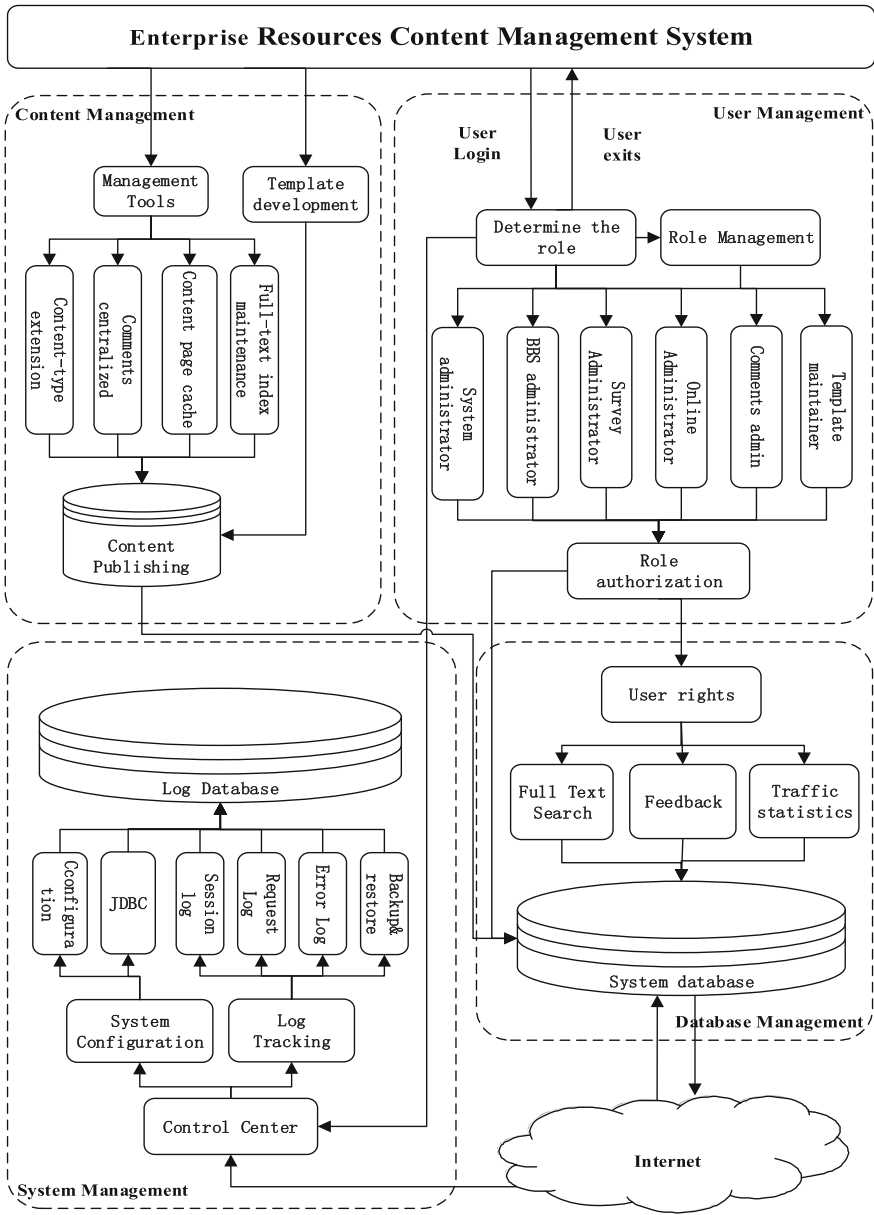 Enterprise Resources Content Management System
Content Management
Management
Tools
Template
development
Content-type
extension
Comments
centralized
Content page cache
Full-text index
maintenance
Content
Publishing
User Management
User
Login
User
exits
Determine the
role
Role Management
System
administrator
BBS administrator
Survey
Administrator
Online
Administrator
Comments admin
Template
maintainer
Role
authorization
User rights
Full Text
Search
Feedback
Traffic
statistics
System database
Database Management
Log Database
Cconfigura
tion
JDBC
Session
log
Request
Log
Error Log
Backup&
restore
System
Configuration
Log
Tracking
Control Center
System Management
Internet